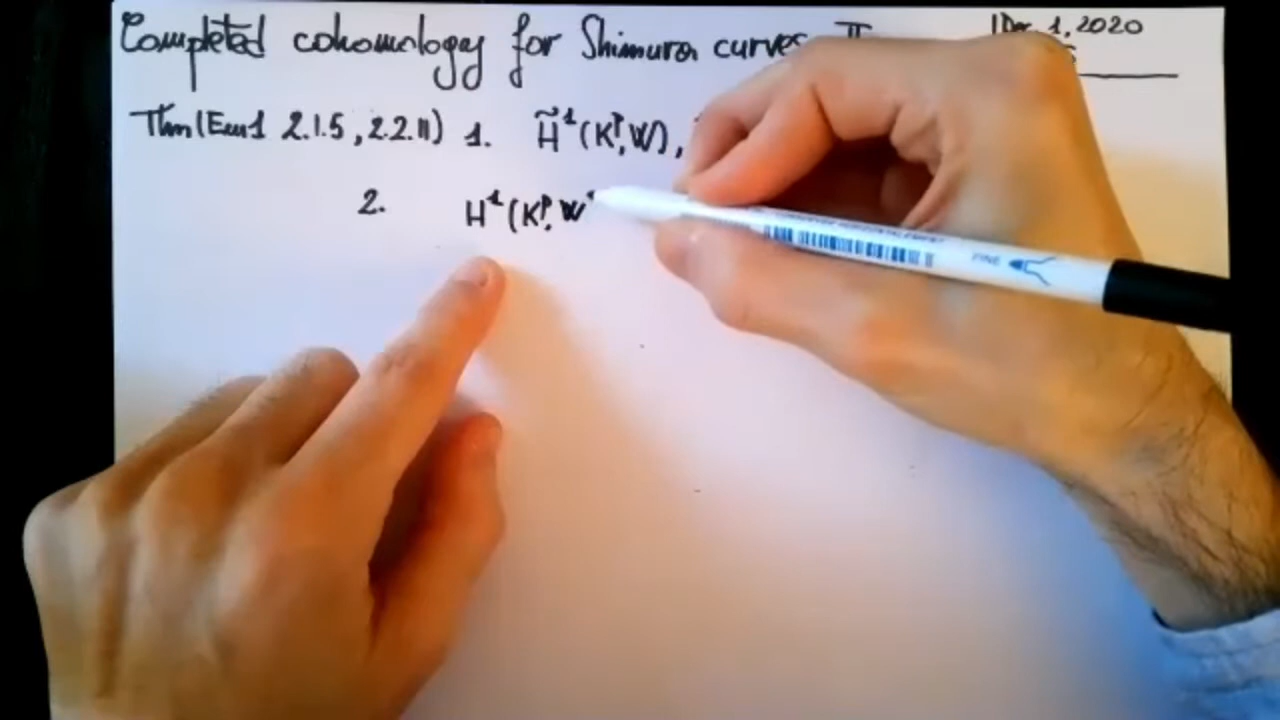 Completed cohomology for Shimura curves II Dec 1, 2020
Thm (Em1 2.1.5, 2.2.11) 1. H̃¹(Kᵖ, W),
2. H¹(Kᵖ, W
FINE